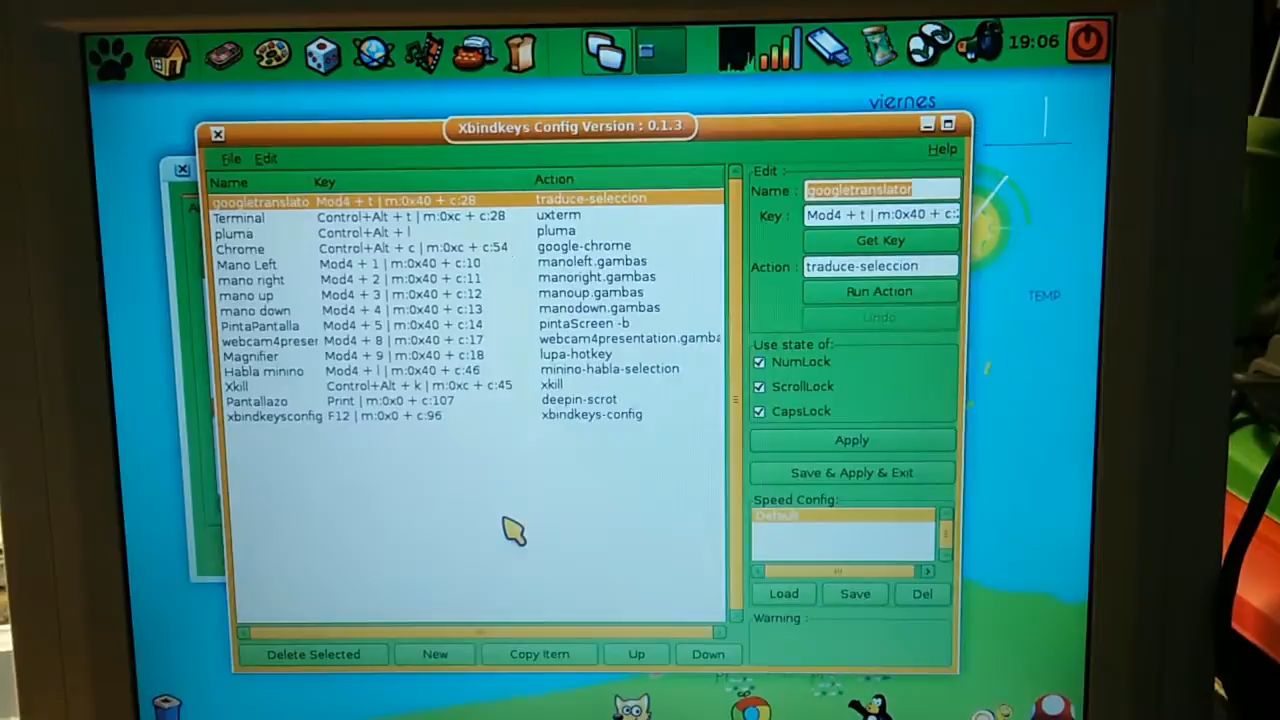 19:06
viernes
Xbindkeys Config Version : 0.1.3
File Edit Help
Name Key Action
googletranslato Mod4 + t | m:0x40 + c:28 traduce-seleccion
Terminal Control+Alt + t | m:0xc + c:28 uxterm
pluma Control+Alt + l pluma
Chrome Control+Alt + c | m:0xc + c:54 google-chrome
Mano Left Mod4 + 1 | m:0x40 + c:10 manoleft.gambas
mano right Mod4 + 2 | m:0x40 + c:11 manoright.gambas
mano up Mod4 + 3 | m:0x40 + c:12 manoup.gambas
mano down Mod4 + 4 | m:0x40 + c:13 manodown.gambas
PintaPantalla Mod4 + 5 | m:0x40 + c:14 pintaScreen -b
webcam4preser Mod4 + 8 | m:0x40 + c:17 webcam4presentation.gamba
Magnifier Mod4 + 9 | m:0x40 + c:18 lupa-hotkey
Habla minino Mod4 + l | m:0x40 + c:46 minino-habla-selection
Xkill Control+Alt + k | m:0xc + c:45 xkill
Pantallazo Print | m:0x0 + c:107 deepin-scrot
xbindkeysconfig F12 | m:0x0 + c:96 xbindkeys-config
Delete Selected New Copy Item Up Down
Edit :
Name : googletranslator
Key : Mod4 + t | m:0x40 + c:
Get Key
Action : traduce-seleccion
Run Action
Undo
Use state of:
NumLock
ScrollLock
CapsLock
Apply
Save & Apply & Exit
Speed Config:
Default
Load Save Del
Warning :
TEMP